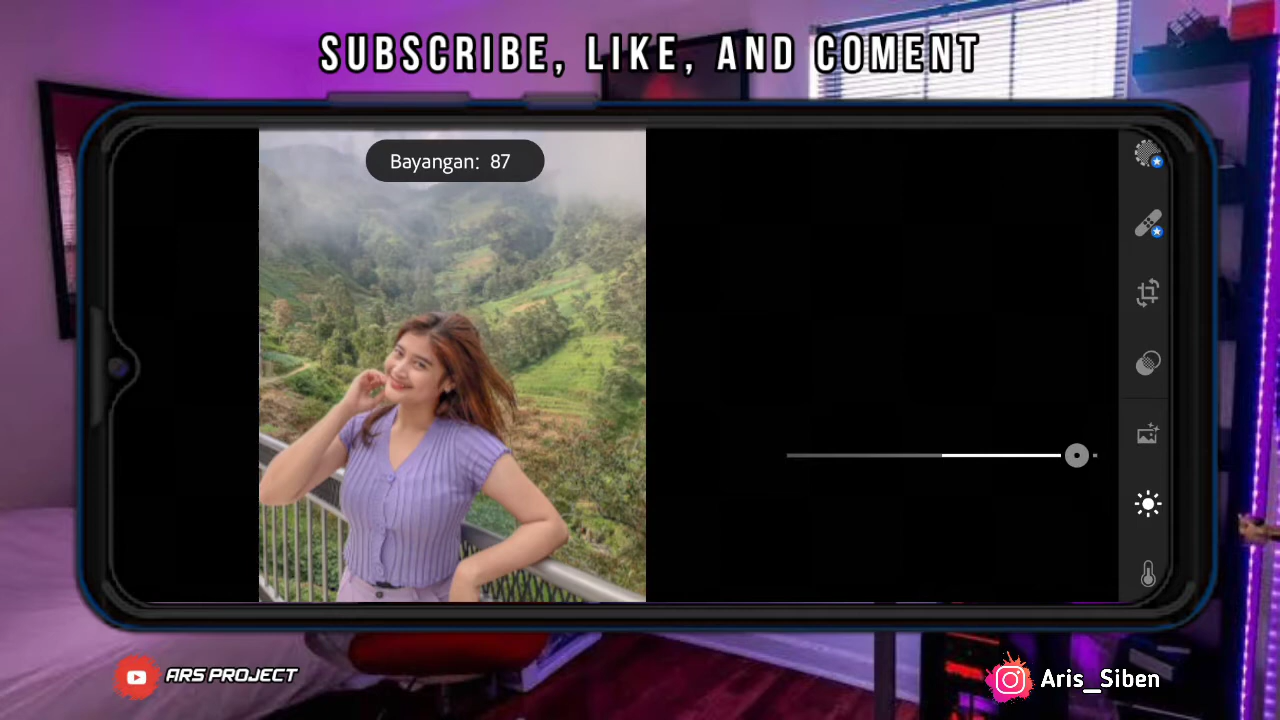 SUBSCRIBE, LIKE, AND COMENT
Bayangan: 87
ARS PROJECT
Aris_Siben